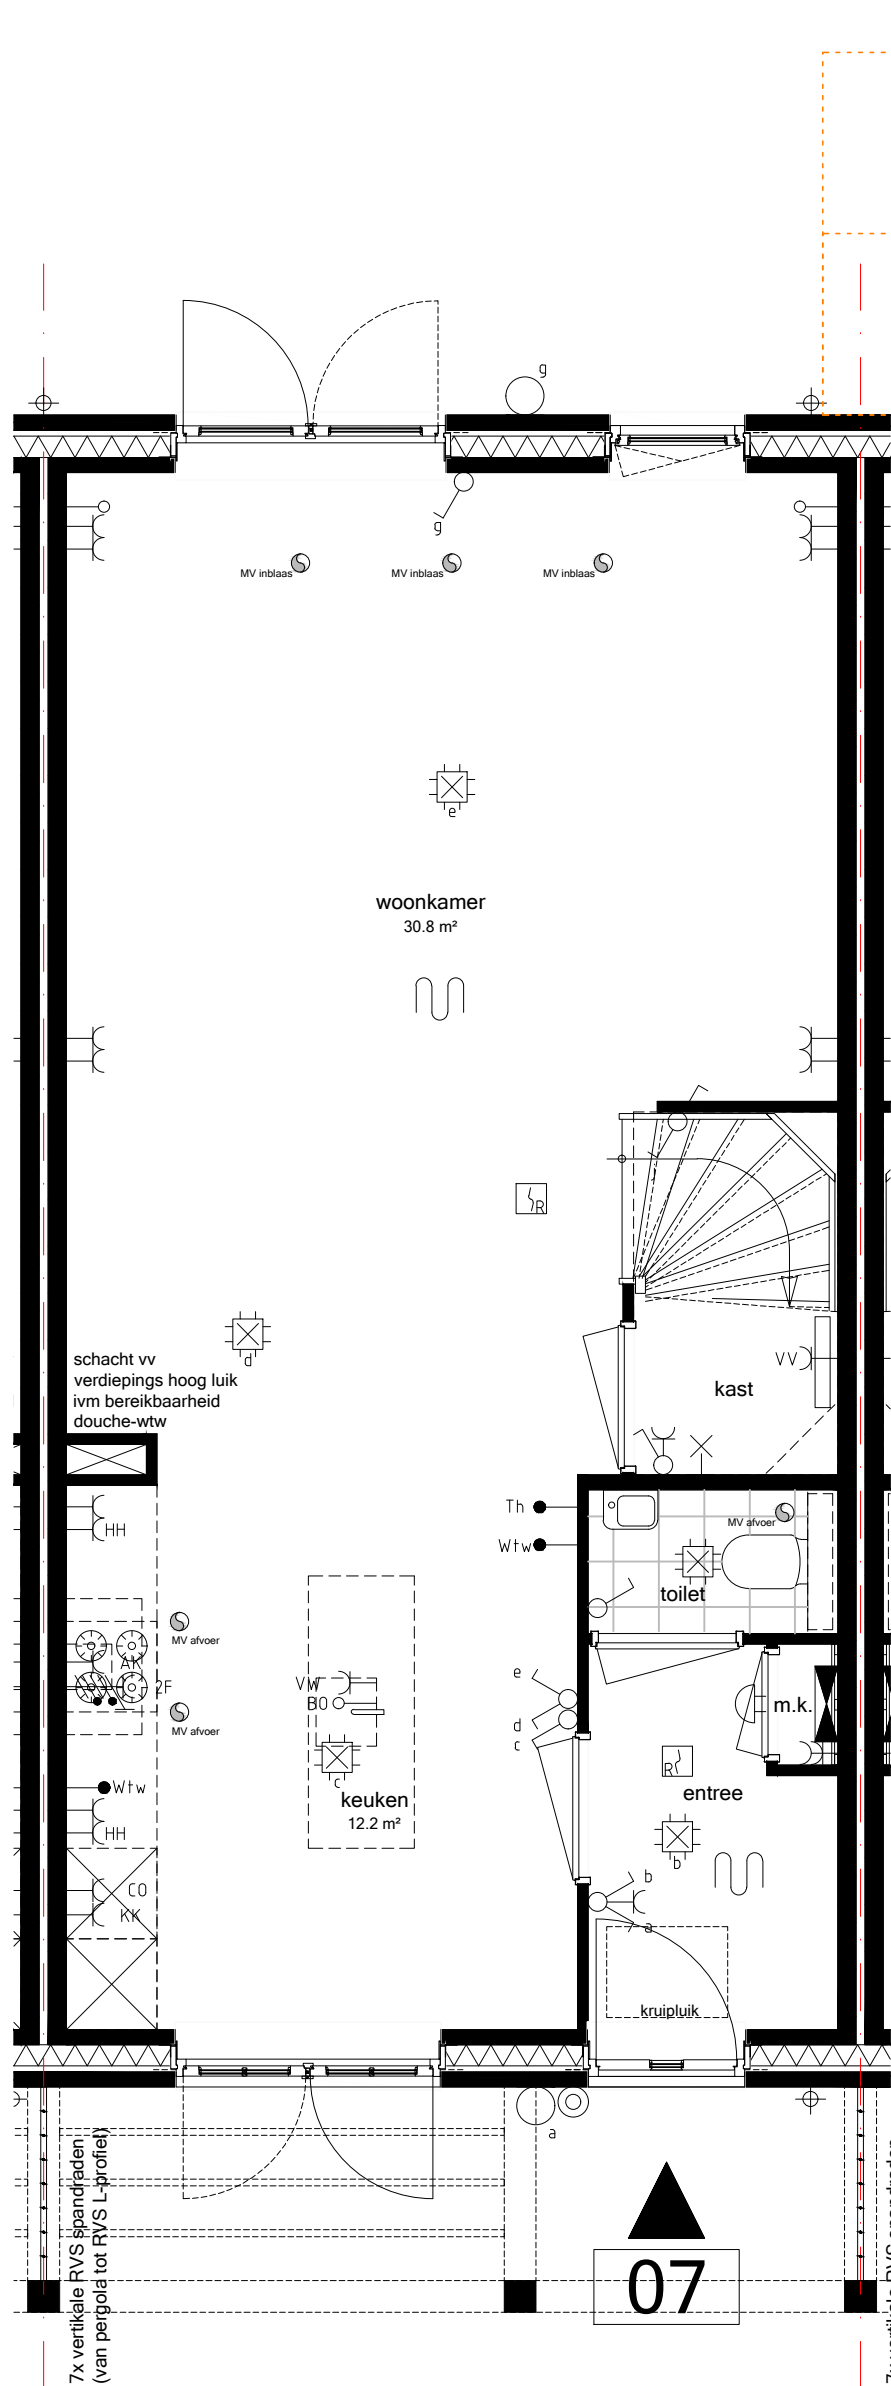 g
g
MV inblaas
MV inblaas
MV inblaas
e
woonkamer
30.8 m²
R
d
schacht vv
verdiepings hoog luik
ivm bereikbaarheid
douche-wtw
VV
kast
HH
Th
Wtw
MV afvoer
toilet
MV afvoer
AK
2F
MV afvoer
VW
BO
c
e
d
c
m.k.
R
entree
Wtw
HH
keuken
12.2 m²
b
b
a
CO
KK
kruipluik
a
7x vertikale RVS spandraden
(van pergola tot RVS L-profiel)
07